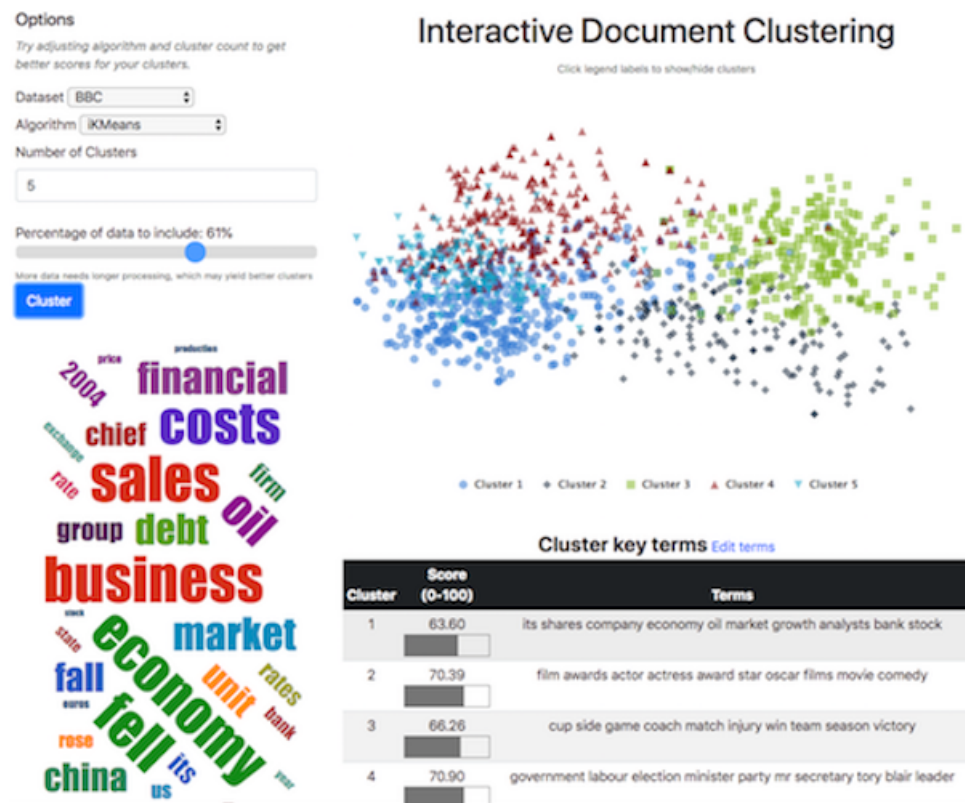 Options
Try adjusting algorithm and cluster count to get
better scores for your clusters.
Dataset BBC
Algorithm iKMeans
Number of Clusters
5
Percentage of data to include: 61%
More data needs longer processing, which may yield better clusters
Cluster
production
price
2004
financial
costs
exchange
chief
sales
rate
firm
oil
group
debt
business
stock
state
economy
market
fall
unit
rates
euros
fell
bank
rose
its
china
us
year
Interactive Document Clustering
Click legend labels to show/hide clusters
Cluster 1 Cluster 2 Cluster 3 Cluster 4 Cluster 5
Cluster key terms Edit terms
Cluster Score (0-100) Terms
1 63.60 its shares company economy oil market growth analysts bank stock
2 70.39 film awards actor actress award star oscar films movie comedy
3 66.26 cup side game coach match injury win team season victory
4 70.90 government labour election minister party mr secretary tory blair leader